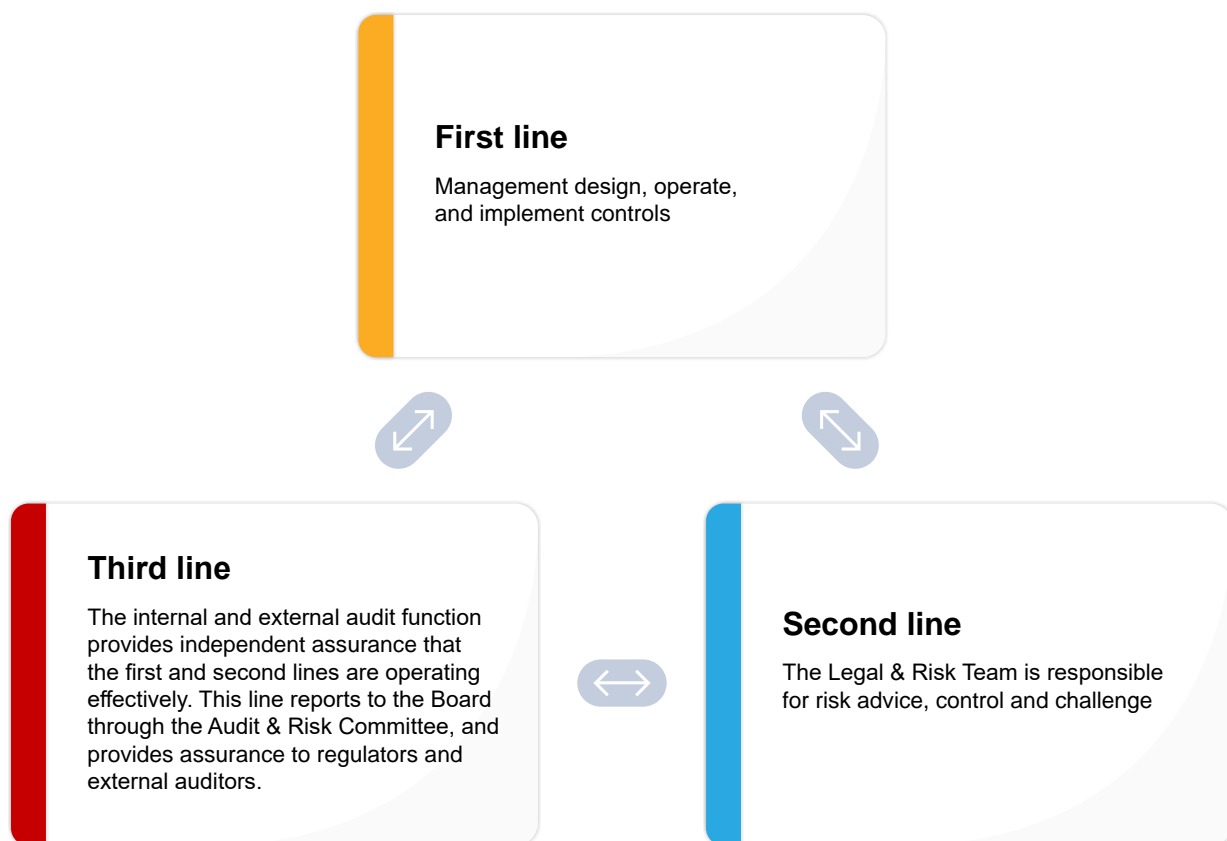 First line
Management design, operate,
and implement controls
Third line
The internal and external audit function
provides independent assurance that
the first and second lines are operating
effectively. This line reports to the Board
through the Audit & Risk Committee, and
provides assurance to regulators and
external auditors.
Second line
The Legal & Risk Team is responsible
for risk advice, control and challenge